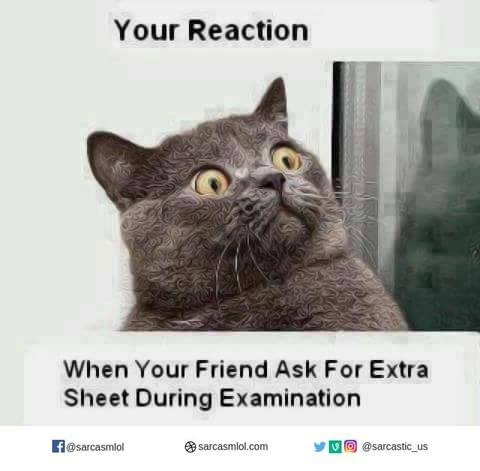 Your Reaction
When Your Friend Ask For Extra
Sheet During Examination
@sarcasmlol sarcasmlol.com @sarcastic_us